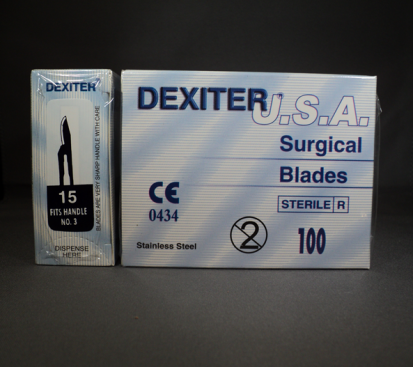 DEXITER
BLADES ARE VERY SHARP HANDLE WITH CARE
15
FITS HANDLE
NO. 3
DISPENSE
HERE
DEXITER® U.S.A.
Surgical
Blades
STERILE R
CE
0434
Stainless Steel
2
100